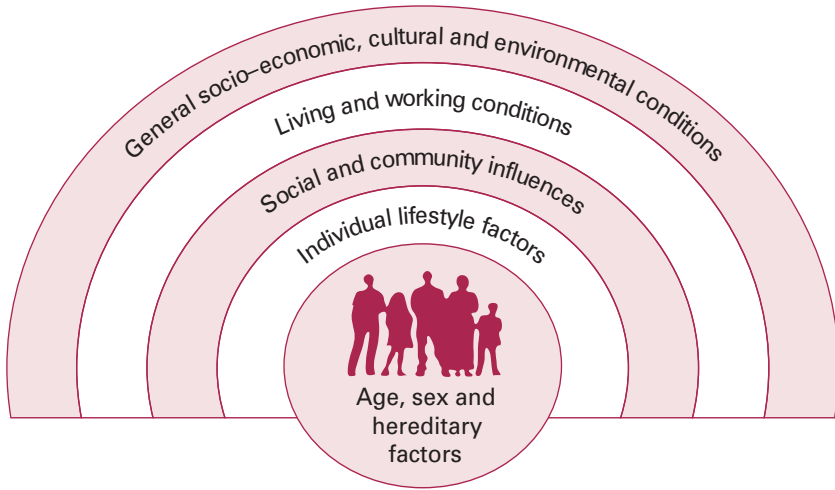 General socio–economic, cultural and environmental conditions
Living and working conditions
Social and community influences
Individual lifestyle factors
Age, sex and
hereditary
factors